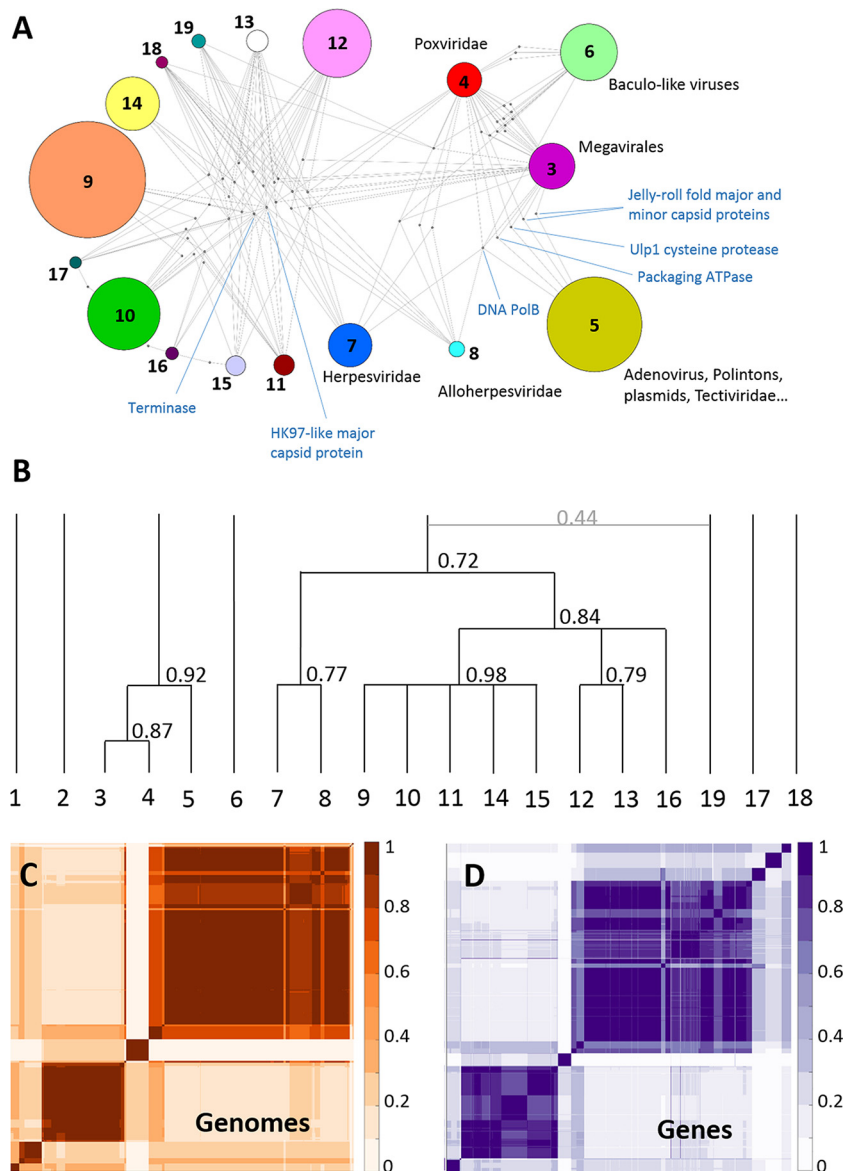 A
13
19
18
12
14
9
17
10
16
15
11
7
Herpesviridae
8
Alloherpesviridae
Poxviridae
4
6
Baculo-like viruses
Megavirales
3
Jelly-roll fold major and
minor capsid proteins
Ulp1 cysteine protease
Packaging ATPase
DNA PolB
5
Adenovirus, Polintons,
plasmids, Tectiviridae...
Terminase
HK97-like major
capsid protein
B
0.44
0.72
0.84
0.92
0.77
0.98
0.79
0.87
1 2 3 4 5 6 7 8 9 10 11 14 15 12 13 16 19 17 18
C
Genomes
1
0.8
0.6
0.4
0.2
0
D
Genes
1
0.8
0.6
0.4
0.2
0